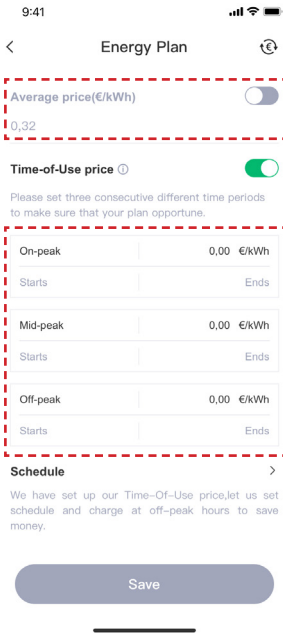 9:41
Energy Plan
Average price(€/kWh)
0,32
Time-of-Use price
Please set three consecutive different time periods
to make sure that your plan opportune.
On-peak 0,00 €/kWh
Starts Ends
Mid-peak 0,00 €/kWh
Starts Ends
Off-peak 0,00 €/kWh
Starts Ends
Schedule
We have set up our Time-Of-Use price,let us set
schedule and charge at off-peak hours to save
money.
Save